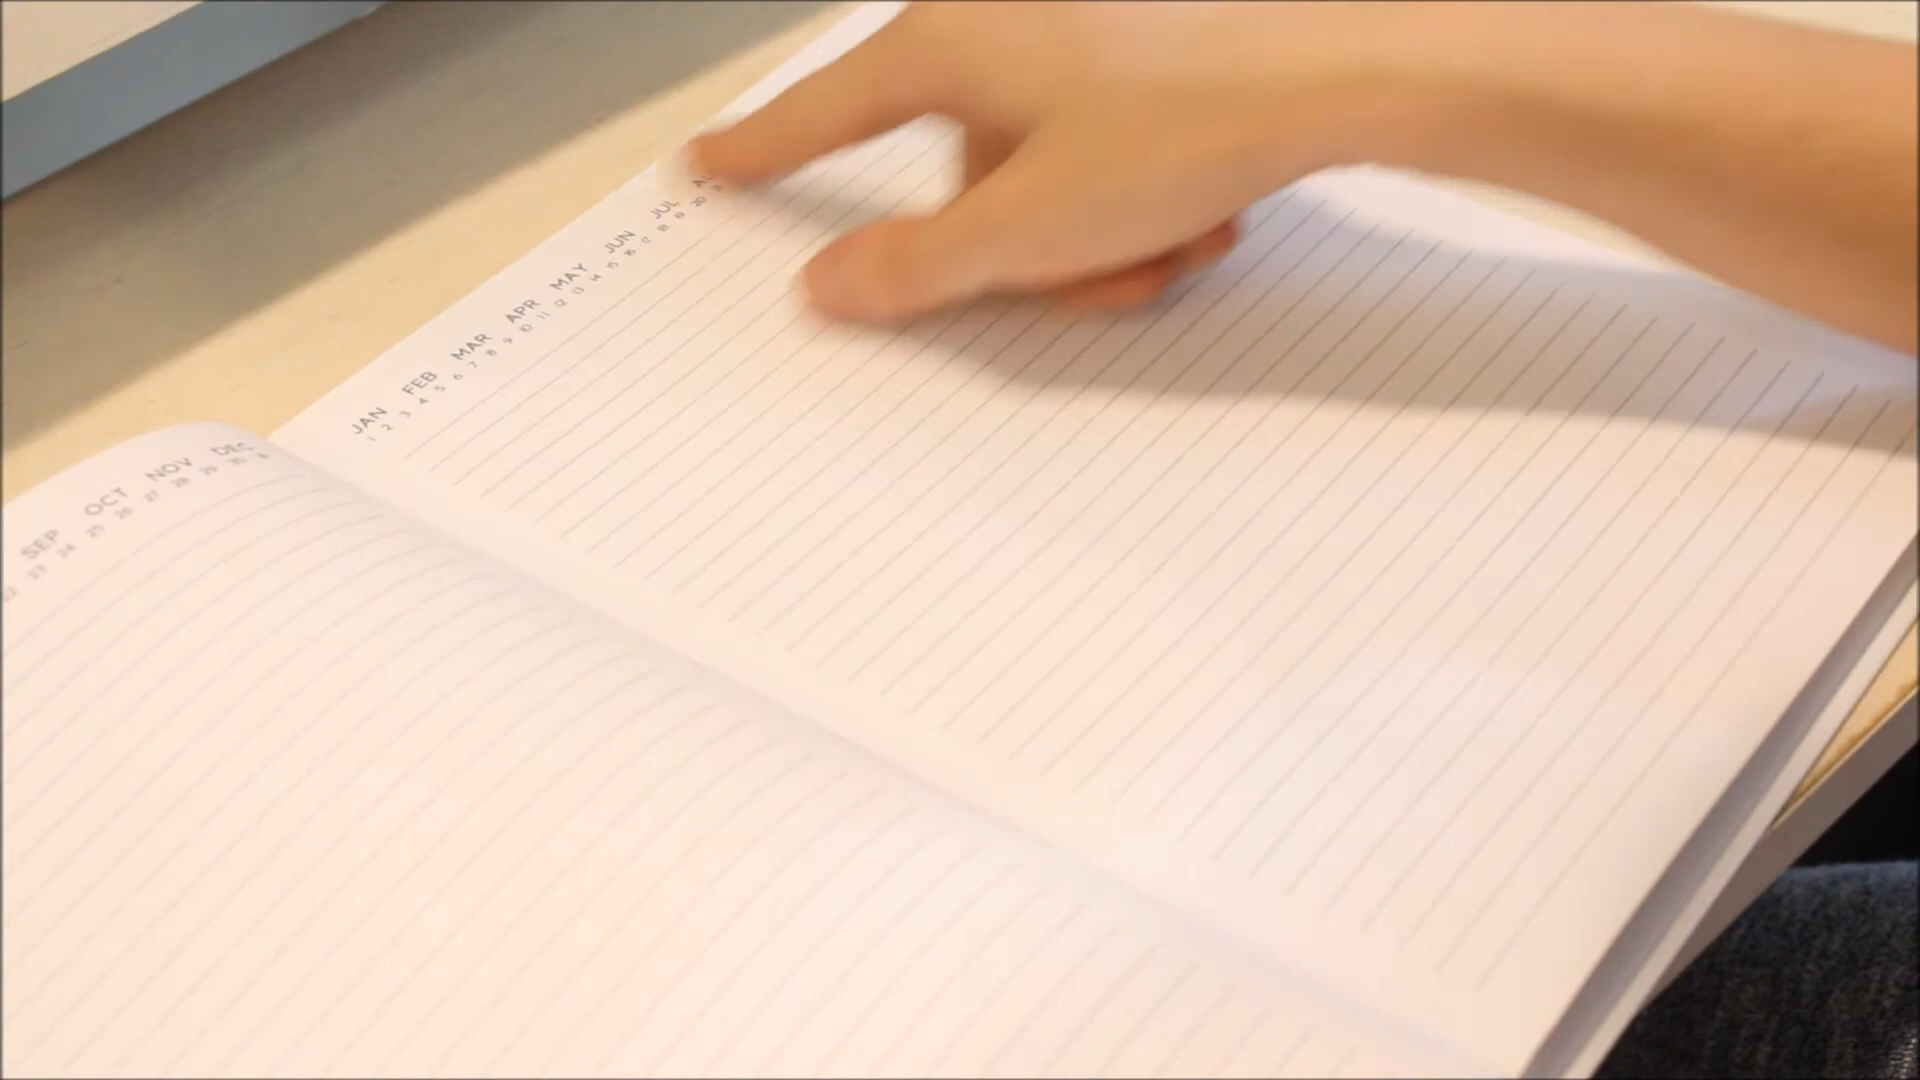 SEP OCT NOV DEC
22 23 24 25 26 27 28 29 30 31
JAN FEB MAR APR MAY JUN JUL
1 2 3 4 5 6 7 8 9 10 11 12 13 14 15 16 17 18 19 20